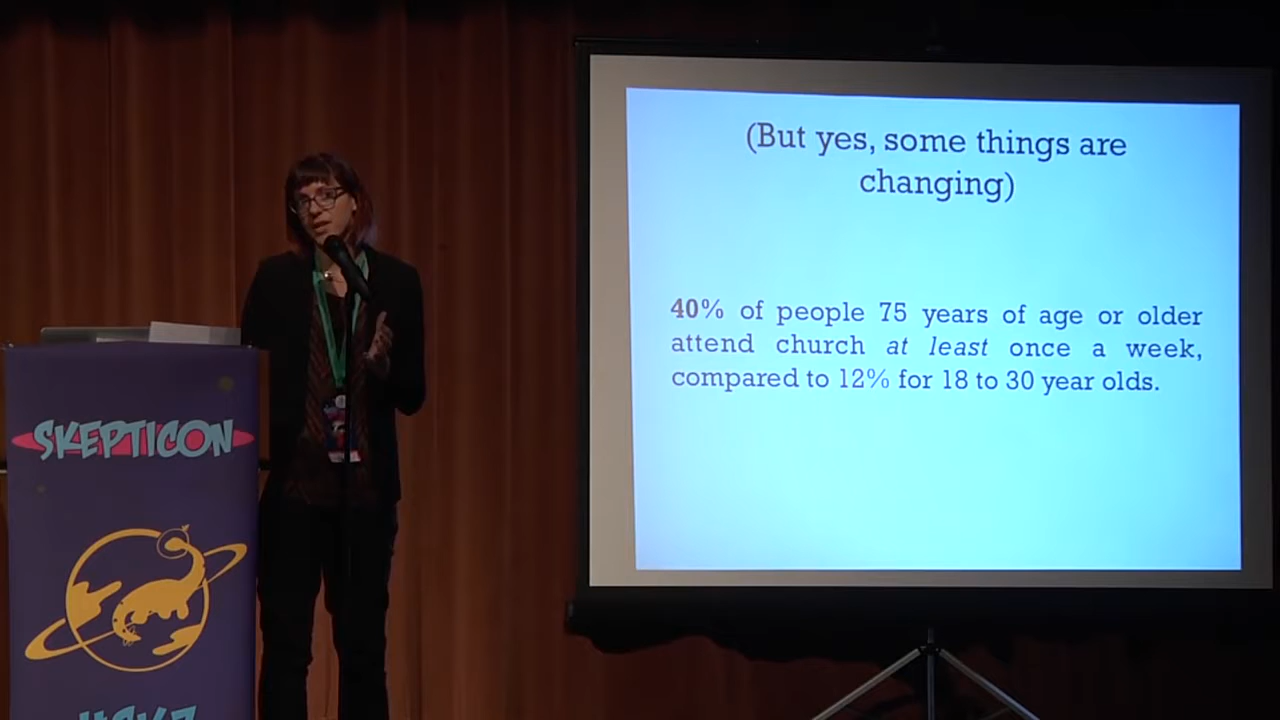 (But yes, some things are
changing)
40% of people 75 years of age or older
attend church at least once a week,
compared to 12% for 18 to 30 year olds.
SKEPTICON